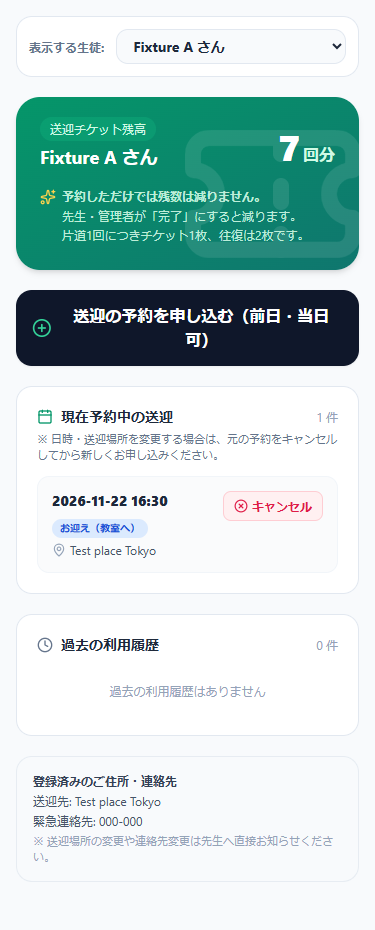 表示する生徒: Fixture A さん
送迎チケット残高
Fixture A さん
7 回分
予約しただけでは残数は減りません。
先生・管理者が「完了」にすると減ります。
片道1回につきチケット1枚、往復は2枚です。
送迎の予約を申し込む（前日・当日
可）
現在予約中の送迎 1 件
※ 日時・送迎場所を変更する場合は、元の予約をキャンセル
してから新しくお申し込みください。
2026-11-22 16:30
キャンセル
お迎え（教室へ）
Test place Tokyo
過去の利用履歴 0 件
過去の利用履歴はありません
登録済みのご住所・連絡先
送迎先: Test place Tokyo
緊急連絡先: 000-000
※ 送迎場所の変更や連絡先変更は先生へ直接お知らせくださ
い。